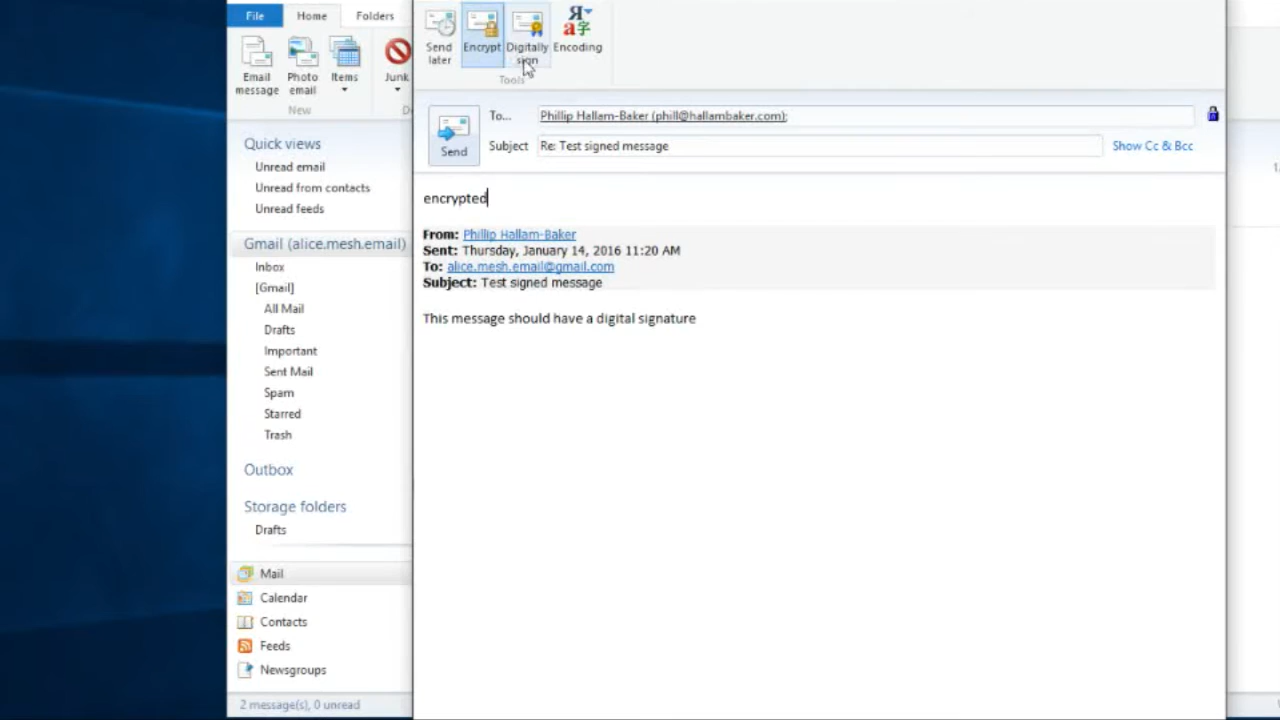 File Home Folders
Email message
Photo email
Items
Junk
New
Quick views
Unread email
Unread from contacts
Unread feeds
Gmail (alice.mesh.email)
Inbox
[Gmail]
All Mail
Drafts
Important
Sent Mail
Spam
Starred
Trash
Outbox
Storage folders
Drafts
Mail
Calendar
Contacts
Feeds
Newsgroups
2 message(s), 0 unread
Send later
Encrypt
Digitally sign
Я
a字
Encoding
Tools
Send
To... Phillip Hallam-Baker (phill@hallambaker.com);
Subject Re: Test signed message Show Cc & Bcc
encrypted
From: Phillip Hallam-Baker
Sent: Thursday, January 14, 2016 11:20 AM
To: alice.mesh.email@gmail.com
Subject: Test signed message
This message should have a digital signature